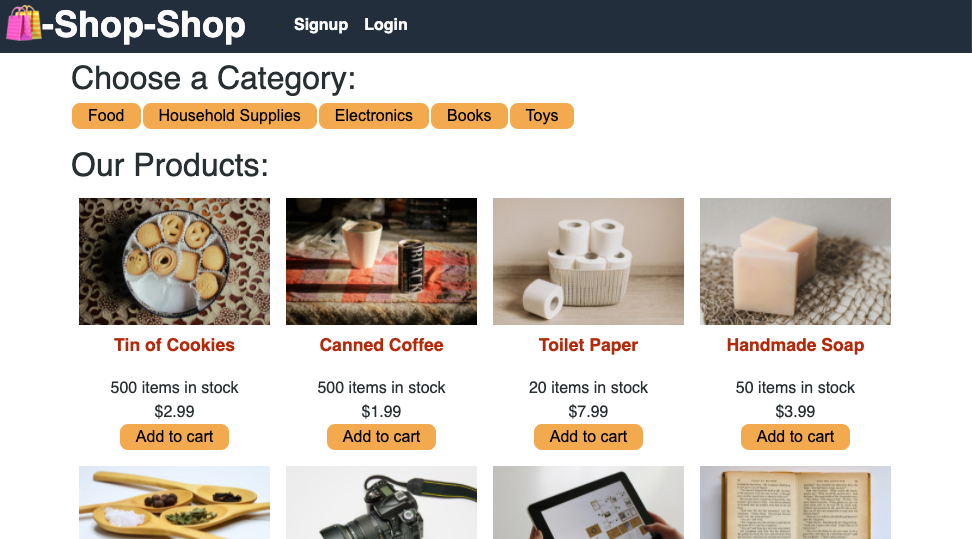 -Shop-Shop
Signup Login
Choose a Category:
Food Household Supplies Electronics Books Toys
Our Products:
Tin of Cookies Canned Coffee Toilet Paper Handmade Soap
500 items in stock 500 items in stock 20 items in stock 50 items in stock
$2.99 $1.99 $7.99 $3.99
Add to cart Add to cart Add to cart Add to cart